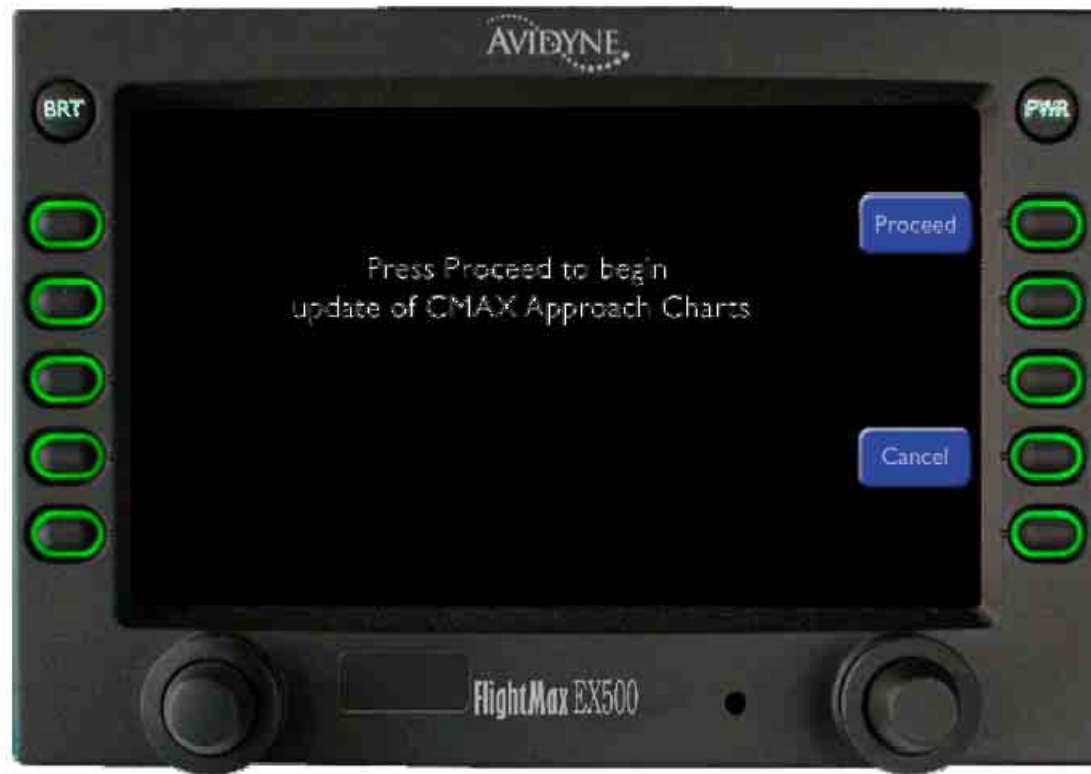 AVIDYNE
BRT
PWR
Proceed
Press Proceed to begin
update of CMAX Approach Charts
Cancel
FlightMax EX500